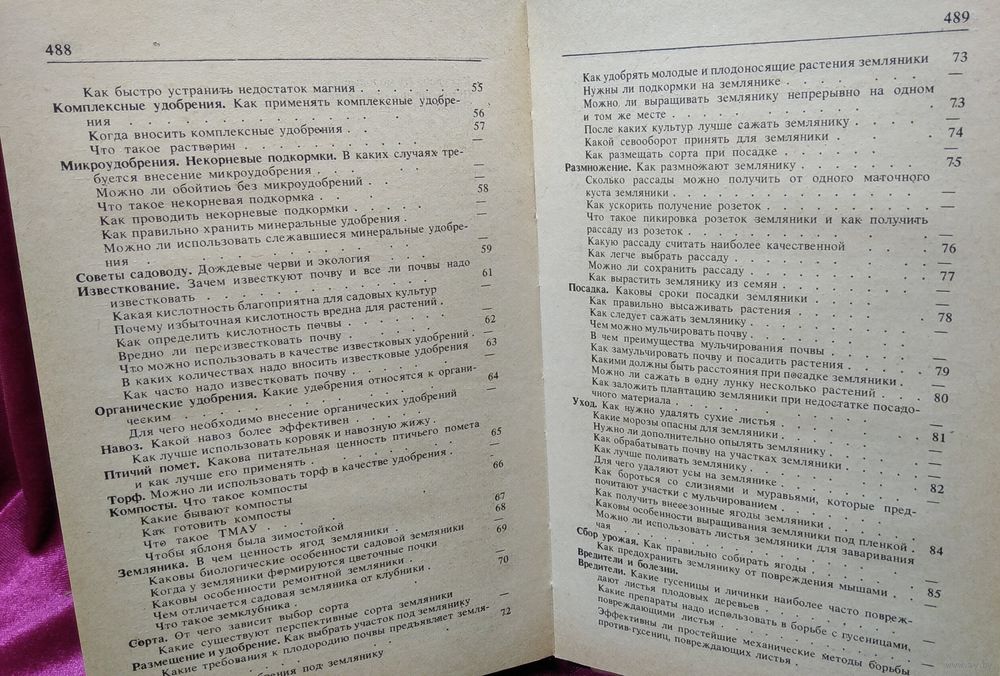 488
Как быстро устранить недостаток магния . . . . . . 55
Комплексные удобрения. Как применять комплексные удобре-
ния . . . . . . . . . . . . . 56
Когда вносить комплексные удобрения . . . . . . 57
Что такое растворин . . . . . . . . . —
Микроудобрения. Некорневые подкормки. В каких случаях тре-
буется внесение микроудобрения . . . . . . —
Можно ли обойтись без микроудобрений . . . . . —
Что такое некорневая подкормка . . . . . . 58
Как проводить некорневые подкормки . . . . . —
Как правильно хранить минеральные удобрения . . . . —
Можно ли использовать слежавшиеся минеральные удобре-
ния . . . . . . . . . . . . —
Советы садоводу. Дождевые черви и экология . . . . 59
Известкование. Зачем известкуют почву и все ли почвы надо
известковать . . . . . . . . . . 61
Какая кислотность благоприятна для садовых культур
Почему избыточная кислотность вредна для растений .
Как определить кислотность почвы . . . . . .
Вредно ли переизвестковать почву . . . . . . 62
Что можно использовать в качестве известковых удобрений .
В каких количествах надо вносить известковые удобрения 63
Как часто надо известковать почву . . . . .
Органические удобрения. Какие удобрения относятся к органи-
ческим . . . . . . . . . . . 64
Для чего необходимо внесение органических удобрений
Навоз. Какой навоз более эффективен . . . . .
Как лучше использовать коровяк и навозную жижу .
Птичий помет. Какова питательная ценность птичьего помета
и как лучше его применять . . . . . . . 65
Торф. Можно ли использовать торф в качестве удобрения .
Компосты. Что такое компосты . . . . . . 66
Какие бывают компосты
Как готовить компосты . . . . . . 67
Что такое ТМАУ . . . . . . 68
Чтобы яблоня была зимостойкой
Земляника. В чем ценность ягод земляники . . . 69
Каковы биологические особенности садовой земляники
Когда у земляники формируются цветочные почки
Каковы особенности ремонтной земляники . . . 70
Чем отличается садовая земляника от клубники .
Что такое земклубника .
Сорта. От чего зависит выбор сорта
Какие существуют перспективные сорта земляники
Размещение и удобрение. Как выбрать участок под землянику 72
Какие требования к плодородию почвы предъявляет земля-
брения под землянику
489
Как удобрять молодые и плодоносящие растения земляники 73
Нужны ли подкормки на землянике . . . . . . —
Можно ли выращивать землянику непрерывно на одном
и том же месте . . . . . . . . . 73
После каких культур лучше сажать землянику . . . . —
Какой севооборот принять для земляники . . . . 74
Как размещать сорта при посадке . . . . . . —
Размножение. Как размножают землянику . . . . 75
Сколько рассады можно получить от одного маточного
куста земляники . . . . . . . . . —
Как ускорить получение розеток . . . . . . —
Что такое пикировка розеток земляники и как получить
рассаду из розеток . . . . . . . . —
Какую рассаду считать наиболее качественной . . . 76
Как легче выбрать рассаду . . . . . . . —
Можно ли сохранить рассаду . . . . . . 77
Как вырастить землянику из семян . . . . . —
Посадка. Каковы сроки посадки земляники . . . . —
Как правильно высаживать растения . . . . . 78
Как следует сажать землянику . . . . . . —
Чем можно мульчировать почву . . . . . .
В чем преимущества мульчирования почвы . . . .
Как замульчировать почву и посадить растения . . . —
Какими должны быть расстояния при посадке земляники . 79
Можно ли сажать в одну лунку несколько растений . . —
Как заложить плантацию земляники при недостатке посадо-
чного материала . . . . . . . . . 80
Уход. Как нужно удалять сухие листья . . . . . —
Какие морозы опасны для земляники . . . . .
Нужно ли дополнительно опылять землянику . . . . 81
Как обрабатывать почву на участках земляники . . . —
Как лучше поливать землянику . . . . . . —
Для чего удаляют усы на землянике . . . . . 82
Как бороться со слизнями и муравьями, которые пред-
почитают участки с мульчированием . . . . . —
Как получить внесезонные ягоды земляники . . . . —
Каковы особенности выращивания земляники под пленкой .
Можно ли использовать листья земляники для заваривания
чая . . . . . . . . . . . 84
Сбор урожая. Как правильно собирать ягоды . . . . —
Как предохранить землянику от повреждения мышами . —
Вредители и болезни.
Вредители. Какие гусеницы и личинки наиболее часто повреж-
дают листья плодовых деревьев . . . . . . 85
Какие препараты надо использовать в борьбе с гусеницами,
повреждающими листья . . . . . . . —
Эффективны ли простейшие механические методы борьбы
против гусениц, повреждающих листья . . . . . —